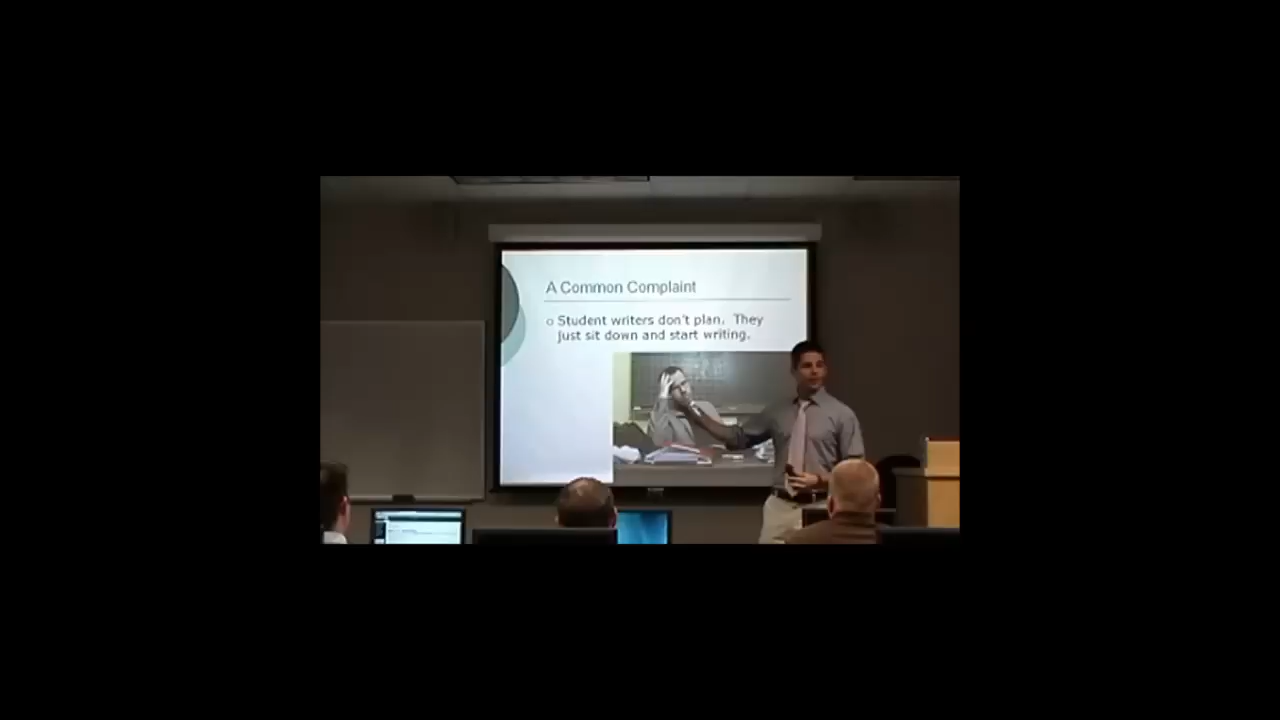 A Common Complaint
Student writers don't plan. They
just sit down and start writing.